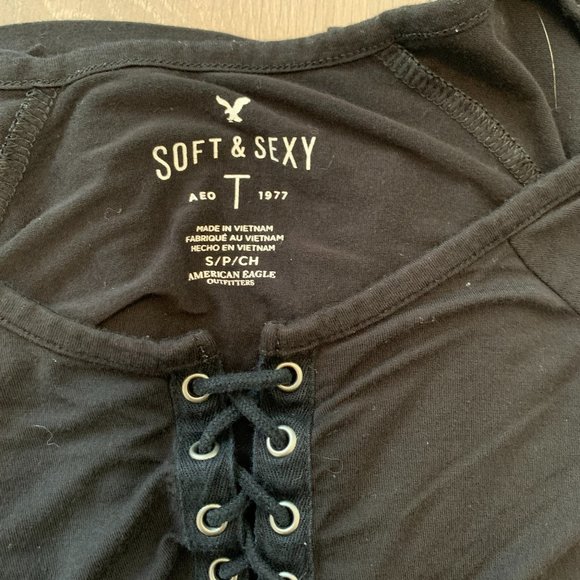 SOFT & SEXY
AEO T 1977
MADE IN VIETNAM
FABRIQUÉ AU VIETNAM
HECHO EN VIETNAM
S/P/CH
AMERICAN EAGLE
OUTFITTERS